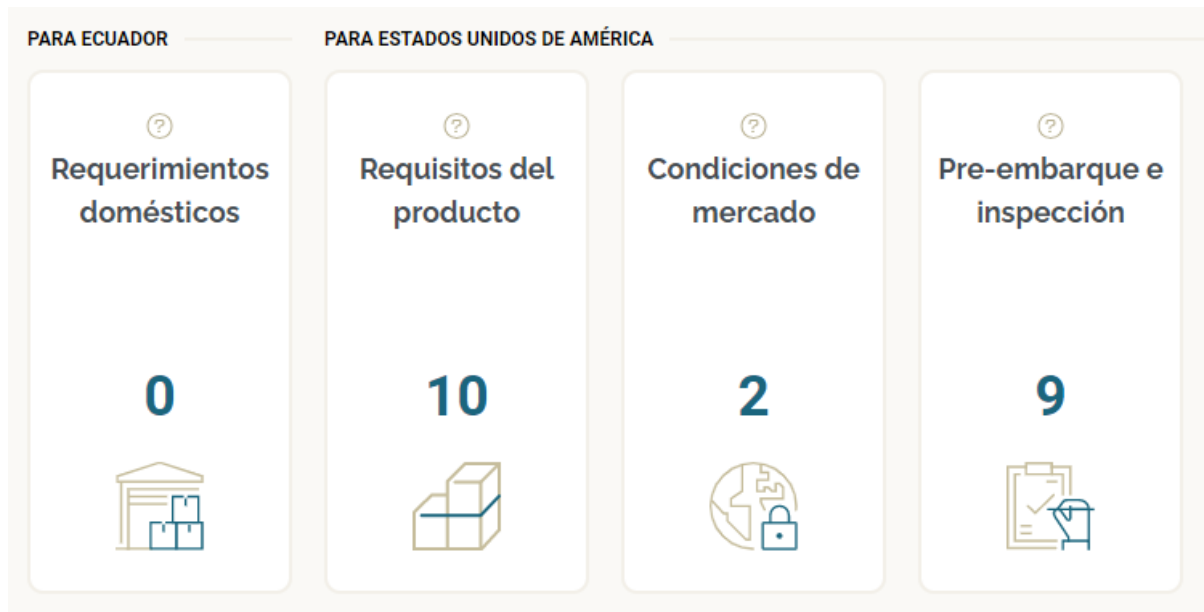 PARA ECUADOR
PARA ESTADOS UNIDOS DE AMÉRICA
?
Requerimientos
domésticos
0
?
Requisitos del
producto
10
?
Condiciones de
mercado
2
?
Pre-embarque e
inspección
9